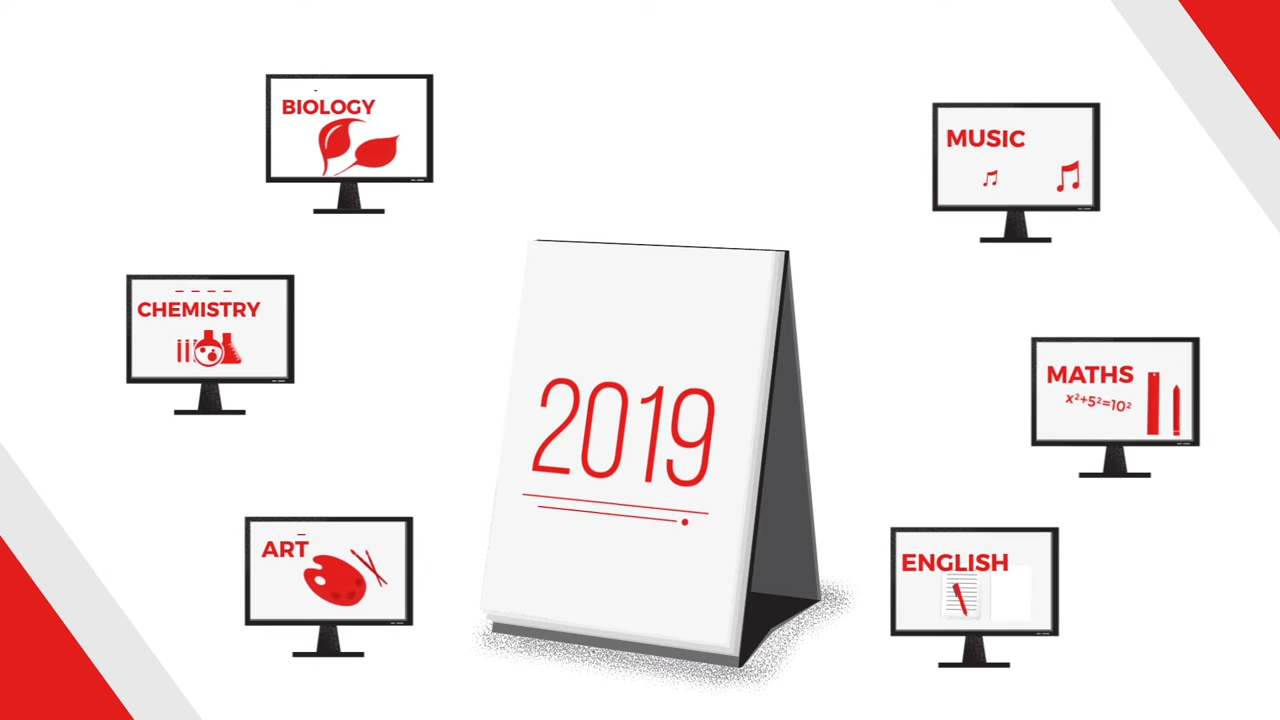 BIOLOGY
MUSIC
CHEMISTRY
MATHS
x²+5²=10²
2019
ART
ENGLISH